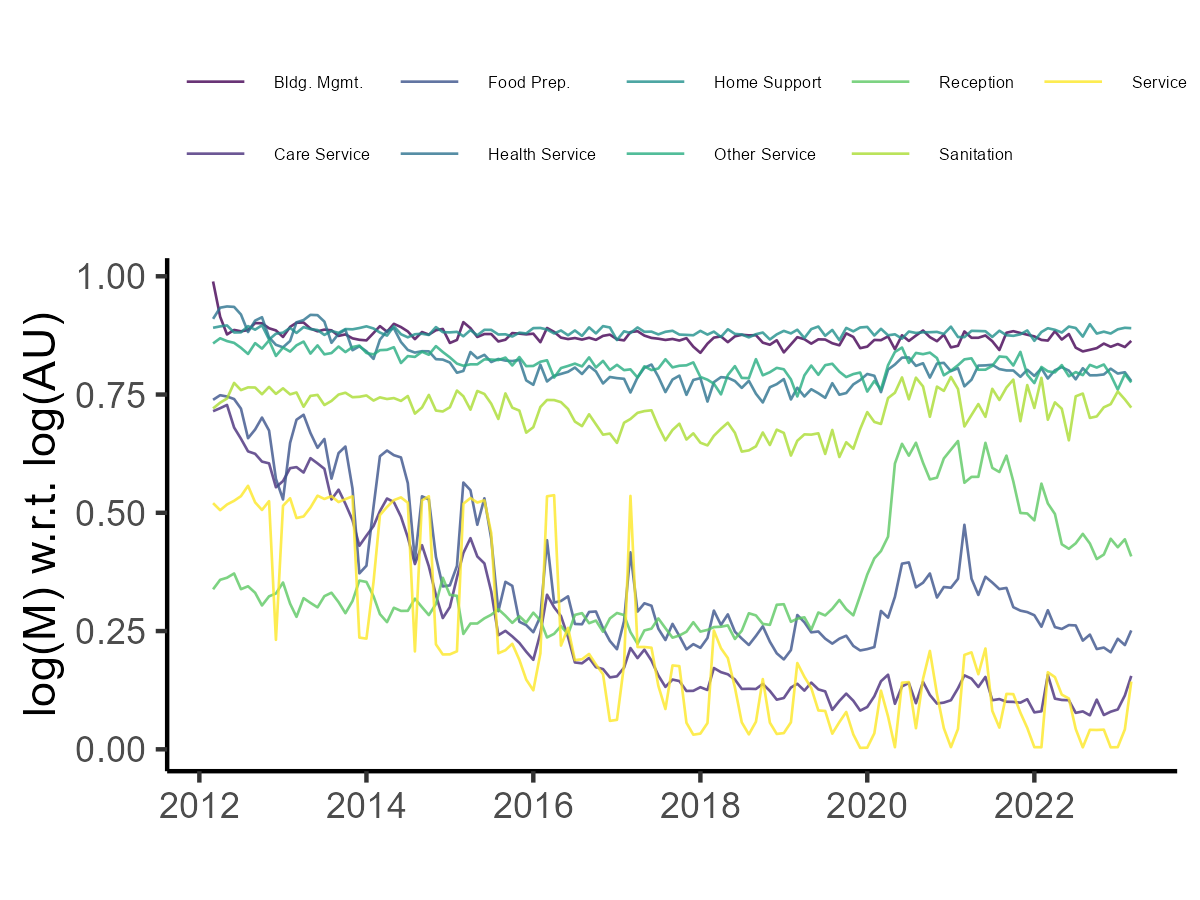 Bldg. Mgmt. Food Prep. Home Support Reception Service
Care Service Health Service Other Service Sanitation
log(M) w.r.t. log(AU)
1.00
0.75
0.50
0.25
0.00
2012 2014 2016 2018 2020 2022